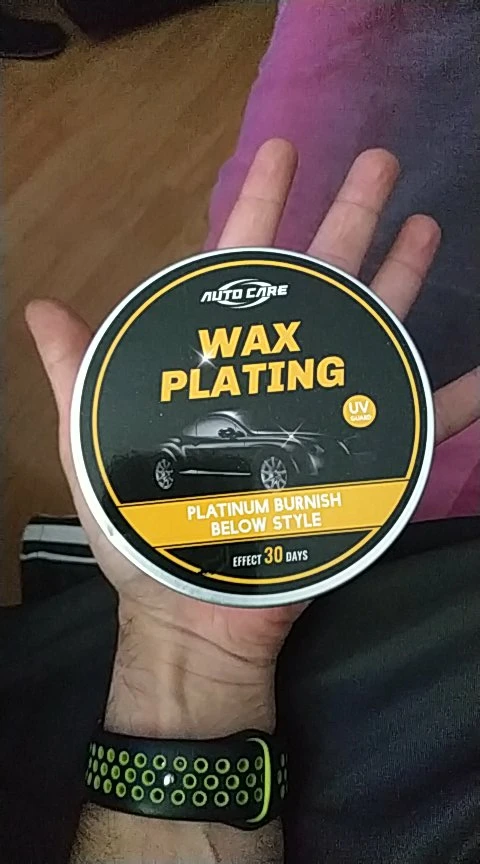 AUTO CARE
WAX
PLATING
UV
GUARD
PLATINUM BURNISH
BELOW STYLE
EFFECT 30 DAYS